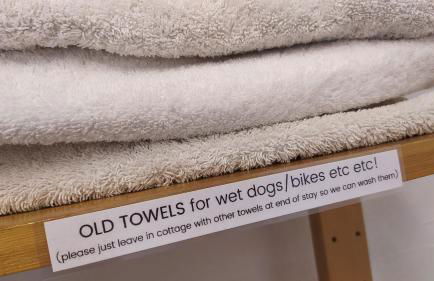 OLD TOWELS for wet dogs/bikes etc etc!
(please just leave in cottage with other towels at end of stay so we can wash them)